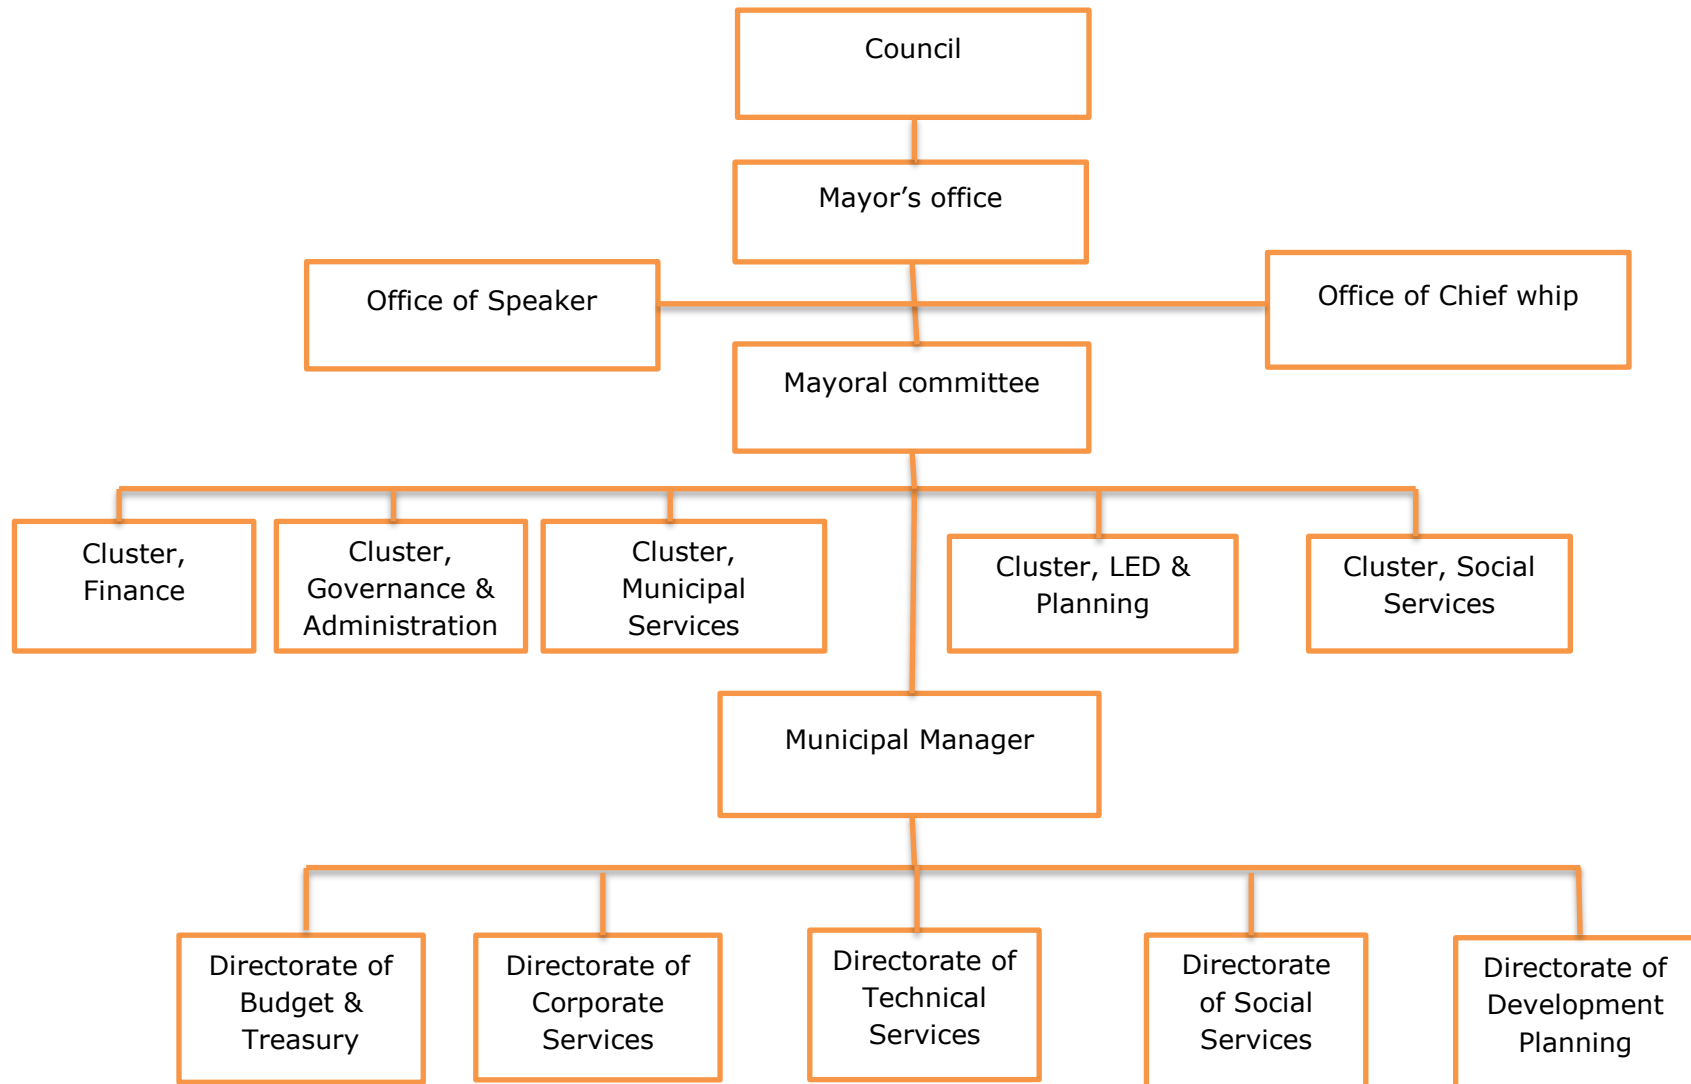 Council
Mayor’s office
Office of Speaker
Office of Chief whip
Mayoral committee
Cluster,
Finance
Cluster,
Governance &
Administration
Cluster,
Municipal
Services
Cluster, LED &
Planning
Cluster, Social
Services
Municipal Manager
Directorate of
Budget &
Treasury
Directorate of
Corporate
Services
Directorate of
Technical
Services
Directorate
of Social
Services
Directorate of
Development
Planning